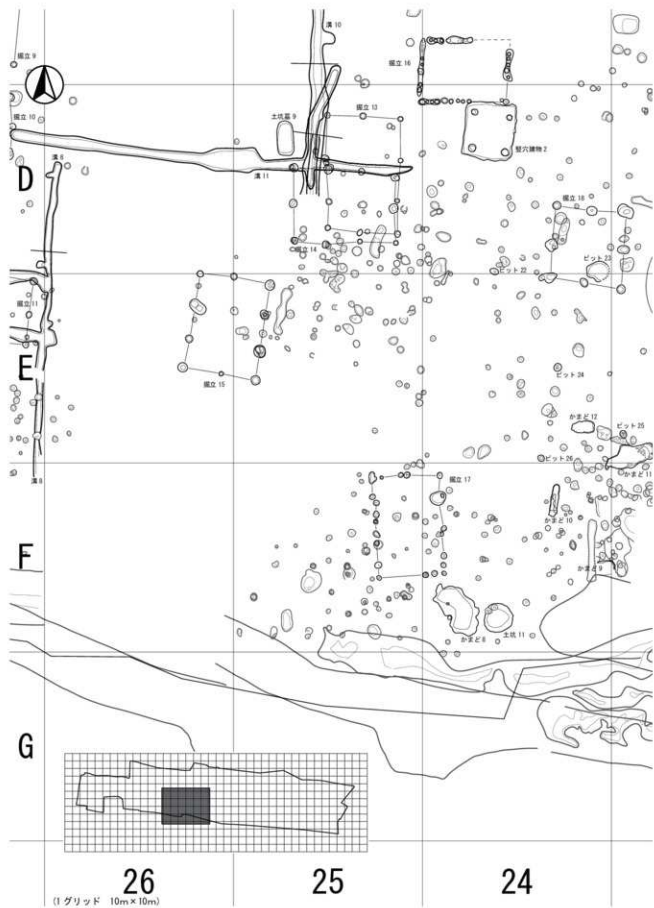 溝 10
掘立 9
掘立 16
掘立 13
土坑墓 9
掘立 10
竪穴建物 2
溝 6
D
溝 11
掘立 18
掘立 14
ピット 23
ピット 22
掘立 11
E
ピット 24
掘立 15
かまど 12
ピット 25
ピット 26
かまど 11
溝 8
掘立 17
かまど 10
F
かまど 9
かまど 8
土坑 11
G
26
25
24
(1 グリッド 10m×10m)